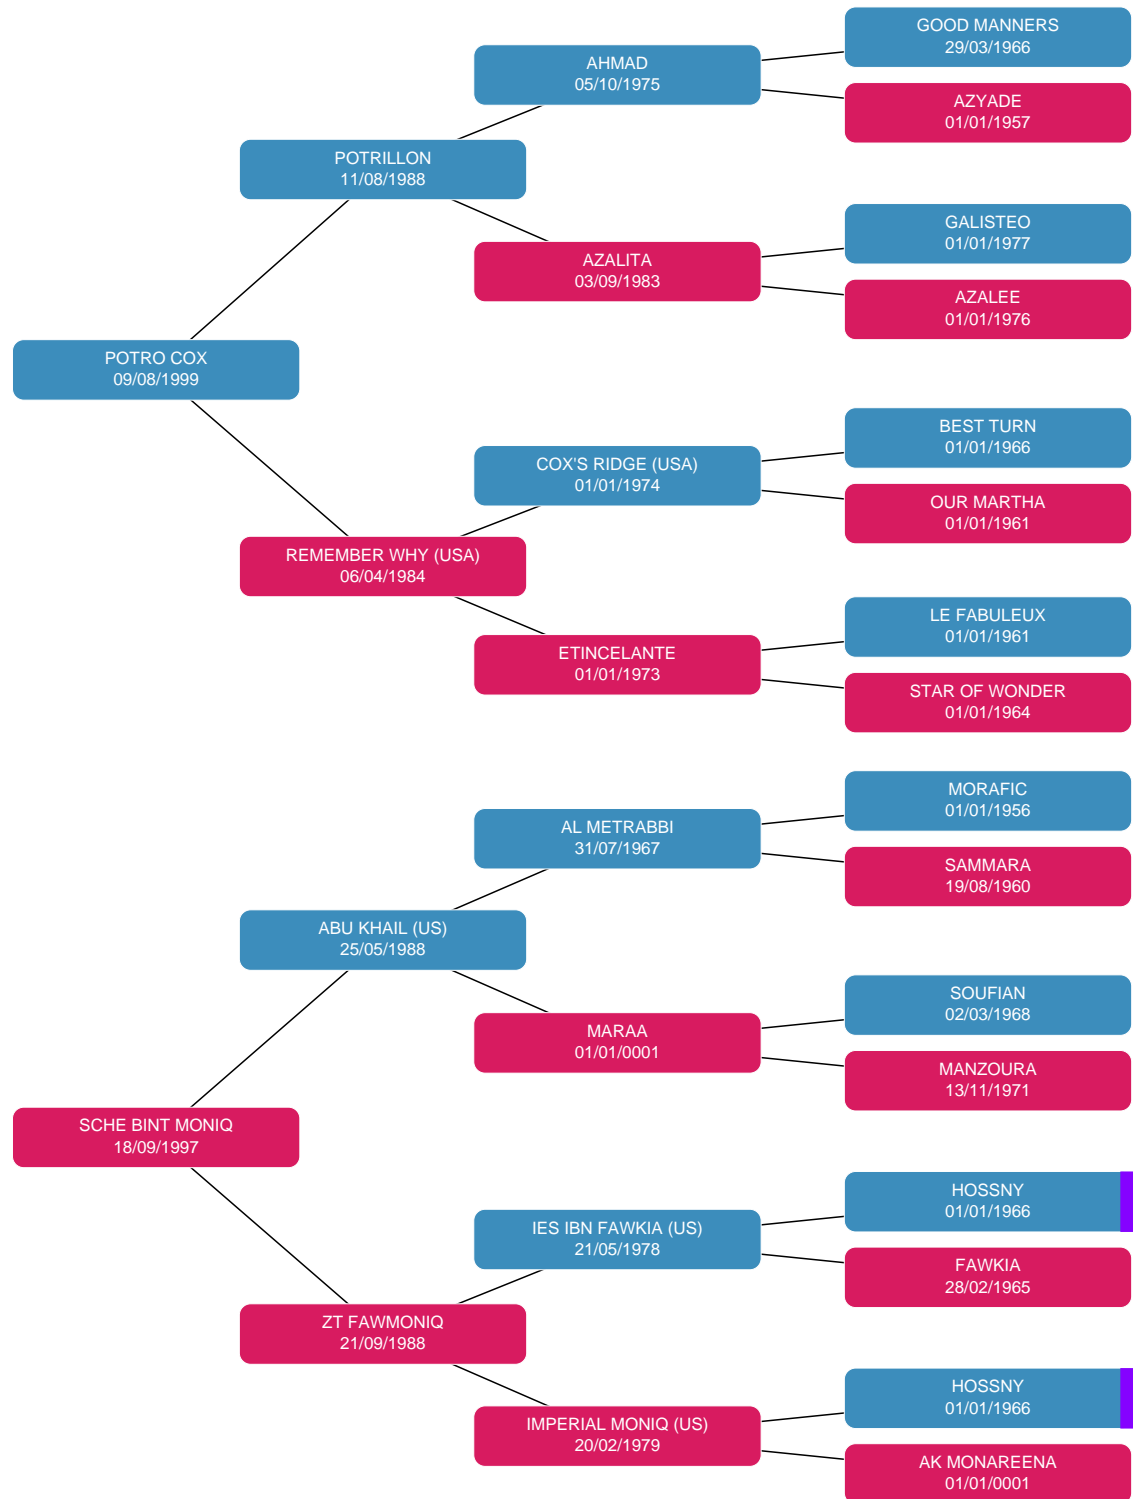 GOOD MANNERS
29/03/1966
AHMAD
05/10/1975
AZYADE
01/01/1957
POTRILLON
11/08/1988
GALISTEO
01/01/1977
AZALITA
03/09/1983
AZALEE
01/01/1976
POTRO COX
09/08/1999
BEST TURN
01/01/1966
COX'S RIDGE (USA)
01/01/1974
OUR MARTHA
01/01/1961
REMEMBER WHY (USA)
06/04/1984
LE FABULEUX
01/01/1961
ETINCELANTE
01/01/1973
STAR OF WONDER
01/01/1964
MORAFIC
01/01/1956
AL METRABBI
31/07/1967
SAMMARA
19/08/1960
ABU KHAIL (US)
25/05/1988
SOUFIAN
02/03/1968
MARAA
01/01/0001
MANZOURA
13/11/1971
SCHE BINT MONIQ
18/09/1997
HOSSNY
01/01/1966
IES IBN FAWKIA (US)
21/05/1978
FAWKIA
28/02/1965
ZT FAWMONIQ
21/09/1988
HOSSNY
01/01/1966
IMPERIAL MONIQ (US)
20/02/1979
AK MONAREENA
01/01/0001